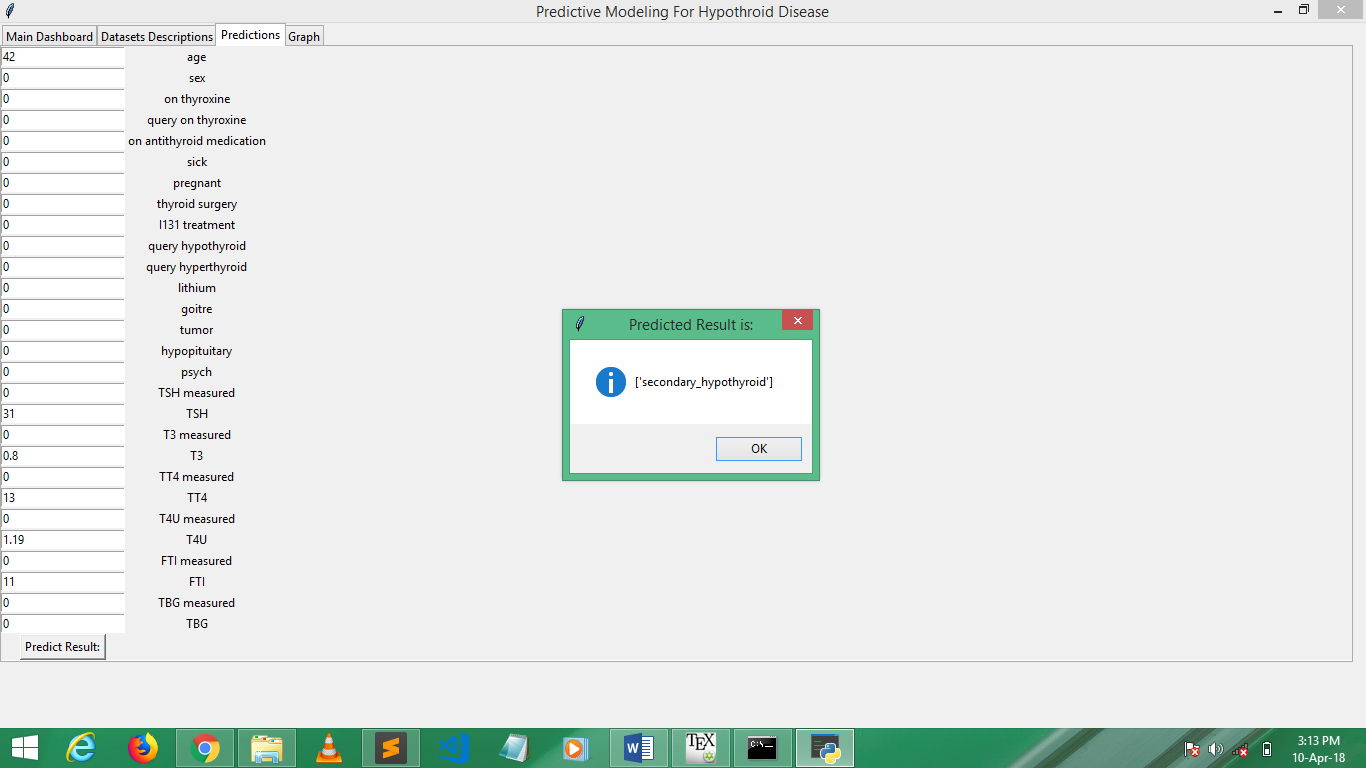 Predictive Modeling For Hypothroid Disease
Main Dashboard Datasets Descriptions Predictions Graph
42 age
0 sex
0 on thyroxine
0 query on thyroxine
0 on antithyroid medication
0 sick
0 pregnant
0 thyroid surgery
0 I131 treatment
0 query hypothyroid
0 query hyperthyroid
0 lithium
0 goitre
0 tumor
0 hypopituitary
0 psych
0 TSH measured
31 TSH
0 T3 measured
0.8 T3
0 TT4 measured
13 TT4
0 T4U measured
1.19 T4U
0 FTI measured
11 FTI
0 TBG measured
0 TBG
Predict Result:
Predicted Result is:
['secondary_hypothyroid']
OK
W TEX C:\_
3:13 PM
10-Apr-18